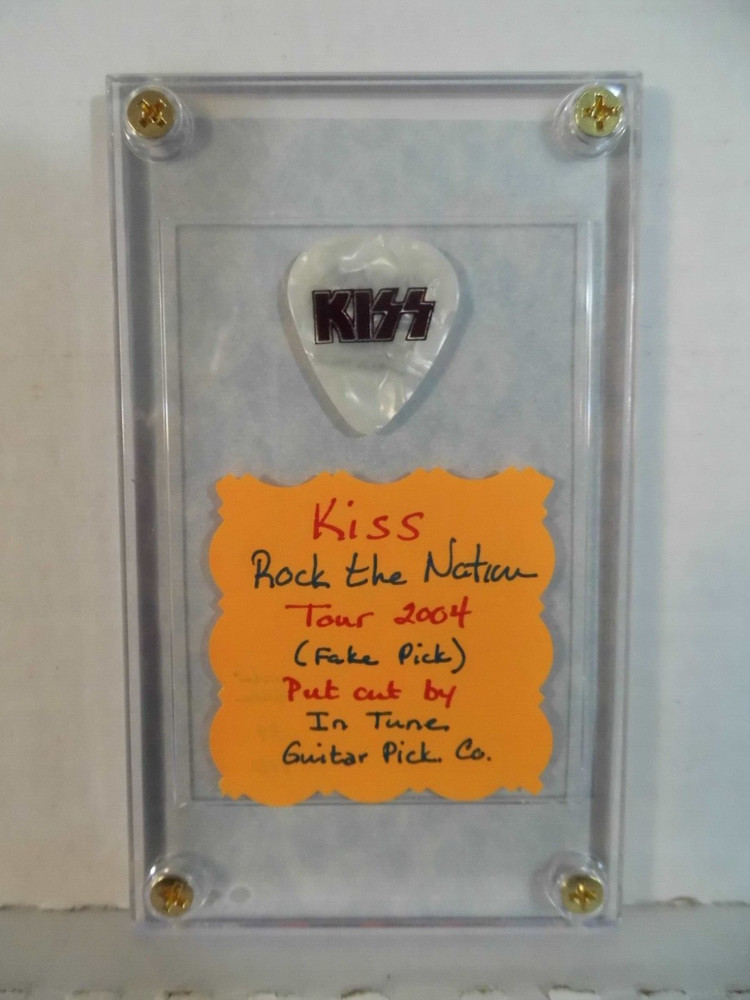 KISS
Kiss
Rock the Nation
Tour 2004
(Fake Pick)
Put out by
In Tune
Guitar Pick. Co.